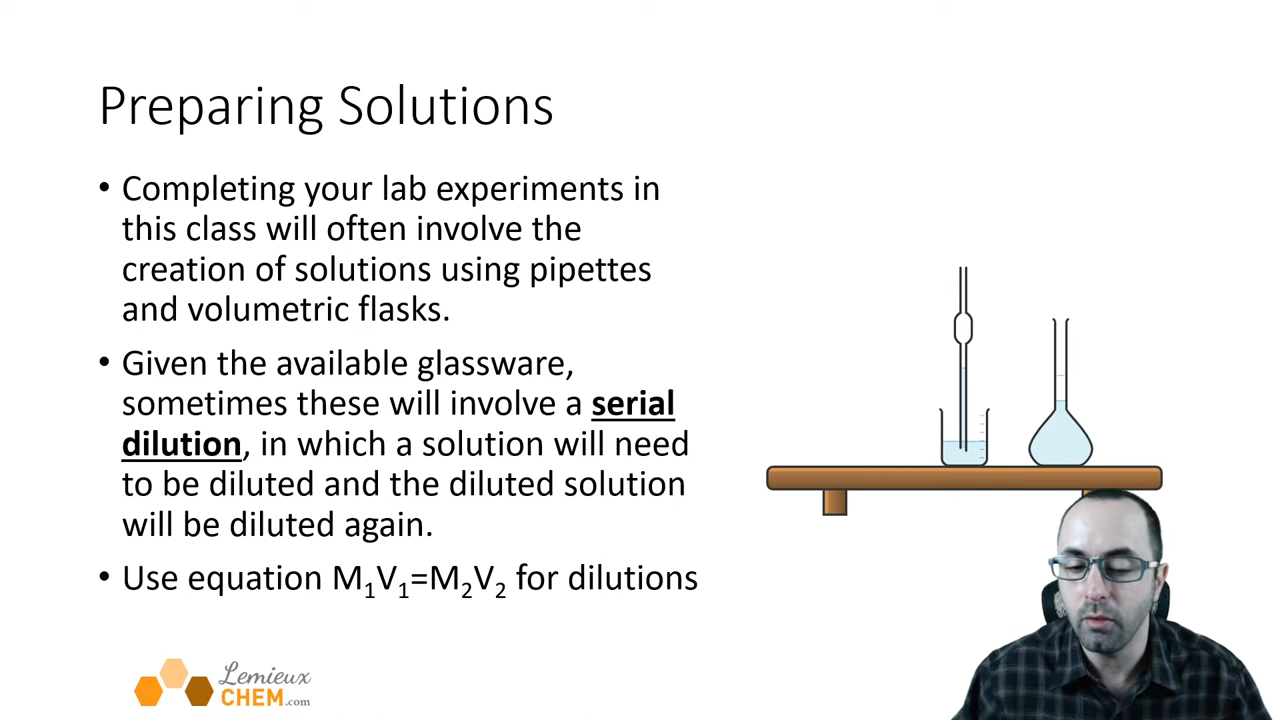 Preparing Solutions
• Completing your lab experiments in
this class will often involve the
creation of solutions using pipettes
and volumetric flasks.
• Given the available glassware,
sometimes these will involve a serial
dilution, in which a solution will need
to be diluted and the diluted solution
will be diluted again.
• Use equation M₁V₁=M₂V₂ for dilutions
Lemieux
CHEM.com